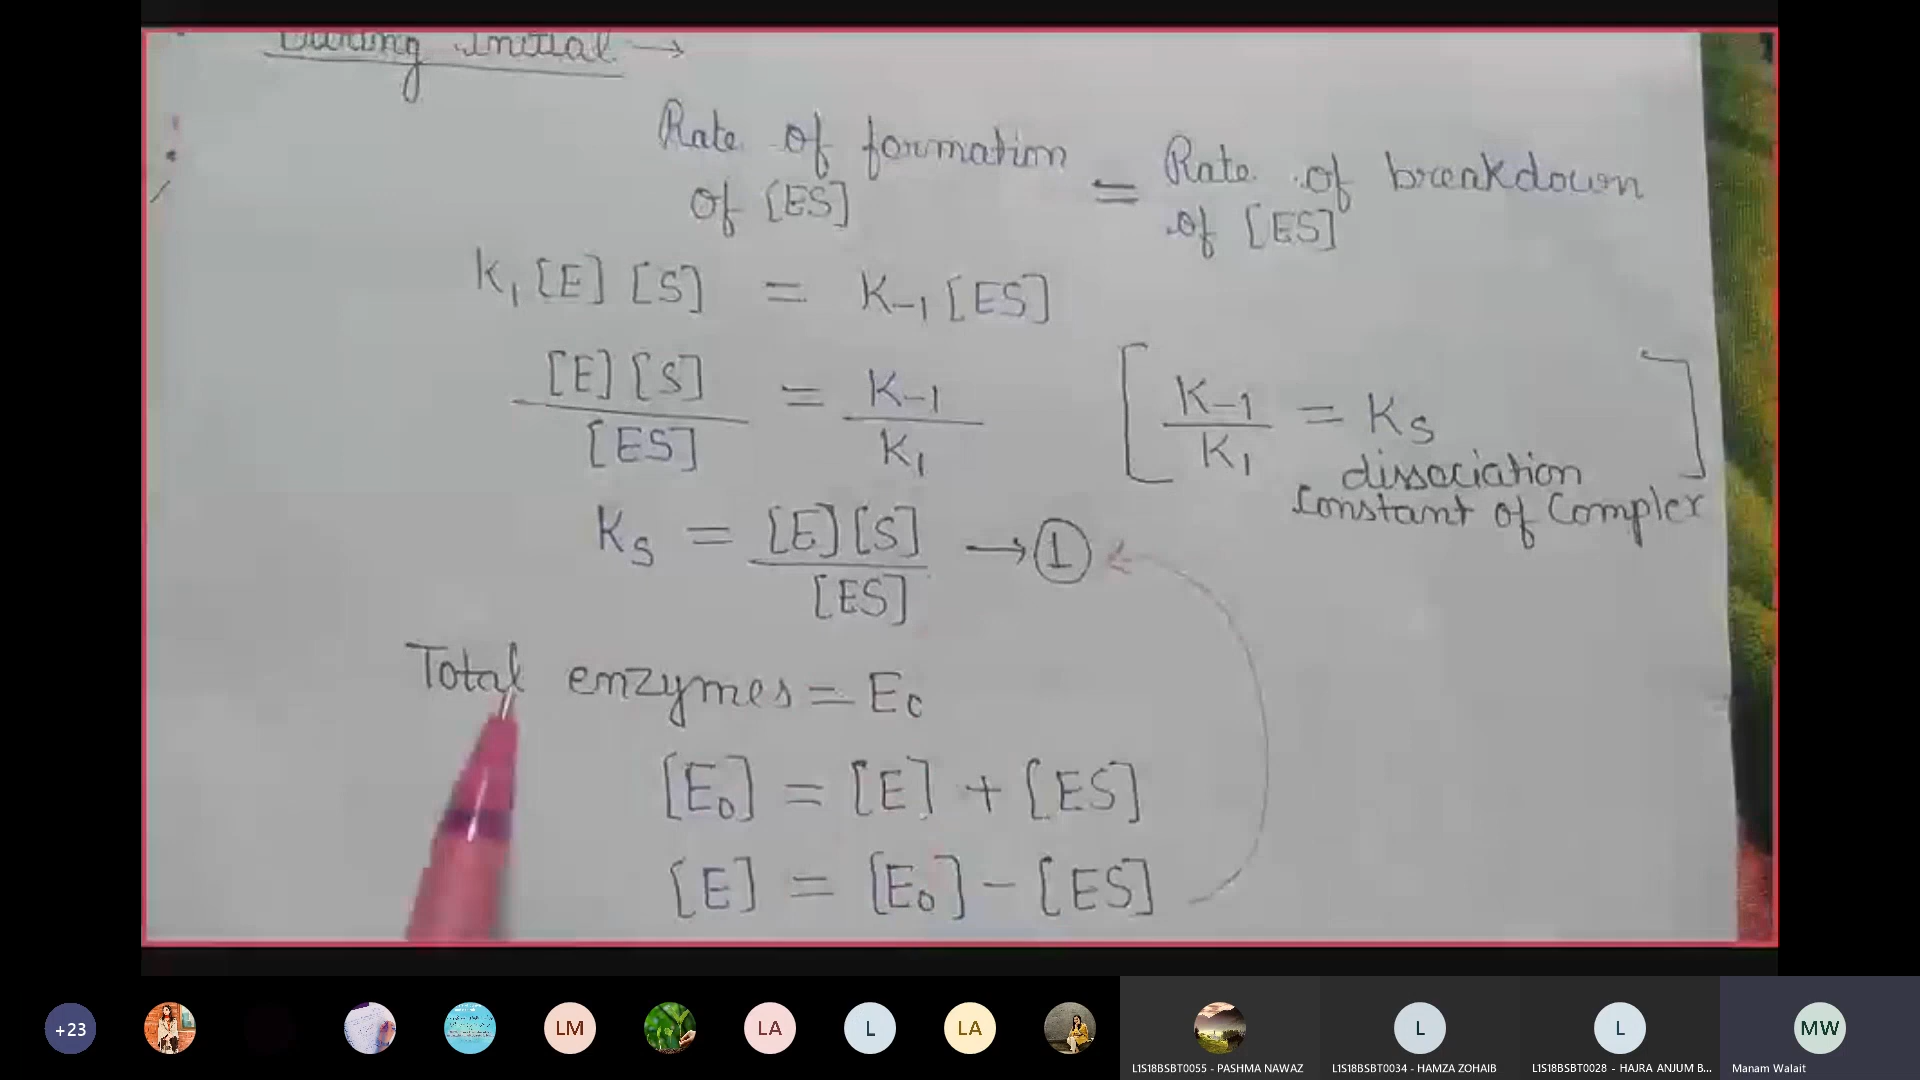 During initial →
Rate of formation of [ES] = Rate of breakdown of [ES]
K₁[E][S] = K₋₁[ES]
[E][S] / [ES] = K₋₁ / K₁ [ K₋₁ / K₁ = Ks
dissociation
Constant of Complex ]
Ks = [E][S] / [ES] → ①
Total enzymes = E₀
[E₀] = [E] + [ES]
[E] = [E₀] - [ES]
+23
LM
LA
L
LA
L
L
MW
L1S18BSBT0055 - PASHMA NAWAZ
L1S18BSBT0034 - HAMZA ZOHAIB
L1S18BSBT0028 - HAJRA ANJUM B...
Manam Walait